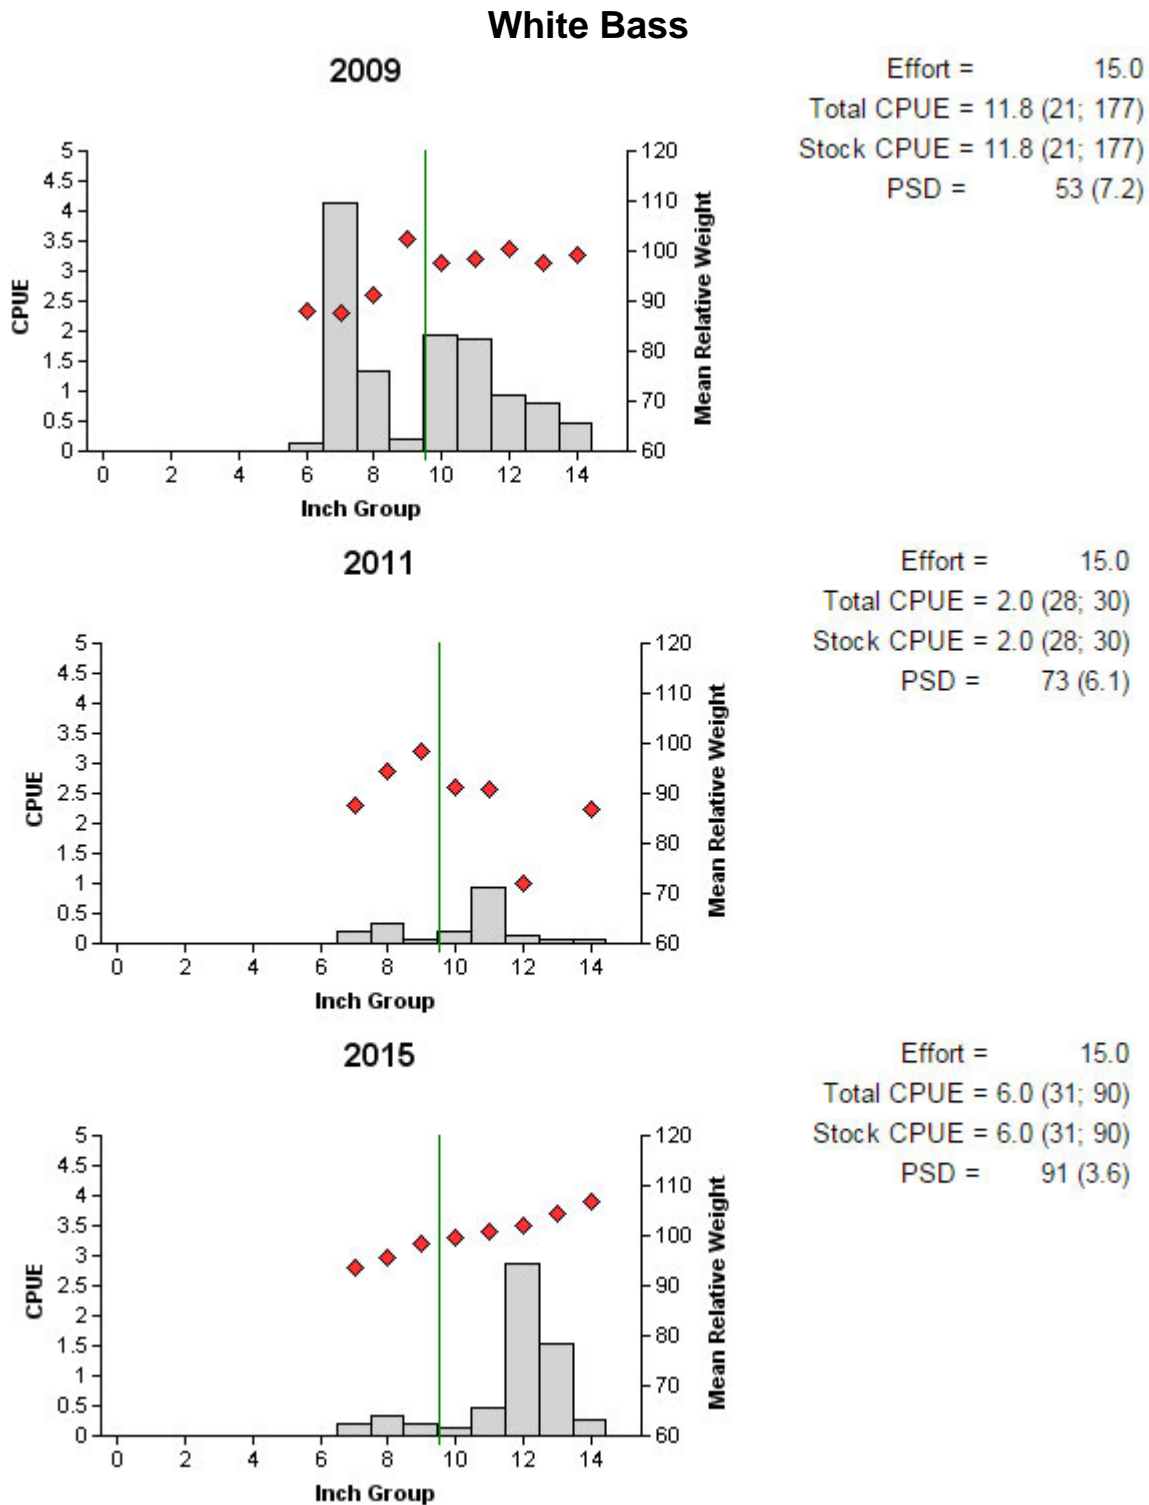 White Bass
2009
Effort = 15.0
Total CPUE = 11.8 (21; 177)
Stock CPUE = 11.8 (21; 177)
PSD = 53 (7.2)
5
4.5
4
3.5
3
2.5
2
1.5
1
0.5
0
CPUE
120
110
100
90
80
70
60
Mean Relative Weight
0 2 4 6 8 10 12 14
Inch Group
2011
Effort = 15.0
Total CPUE = 2.0 (28; 30)
Stock CPUE = 2.0 (28; 30)
PSD = 73 (6.1)
5
4.5
4
3.5
3
2.5
2
1.5
1
0.5
0
CPUE
120
110
100
90
80
70
60
Mean Relative Weight
0 2 4 6 8 10 12 14
Inch Group
2015
Effort = 15.0
Total CPUE = 6.0 (31; 90)
Stock CPUE = 6.0 (31; 90)
PSD = 91 (3.6)
5
4.5
4
3.5
3
2.5
2
1.5
1
0.5
0
CPUE
120
110
100
90
80
70
60
Mean Relative Weight
0 2 4 6 8 10 12 14
Inch Group